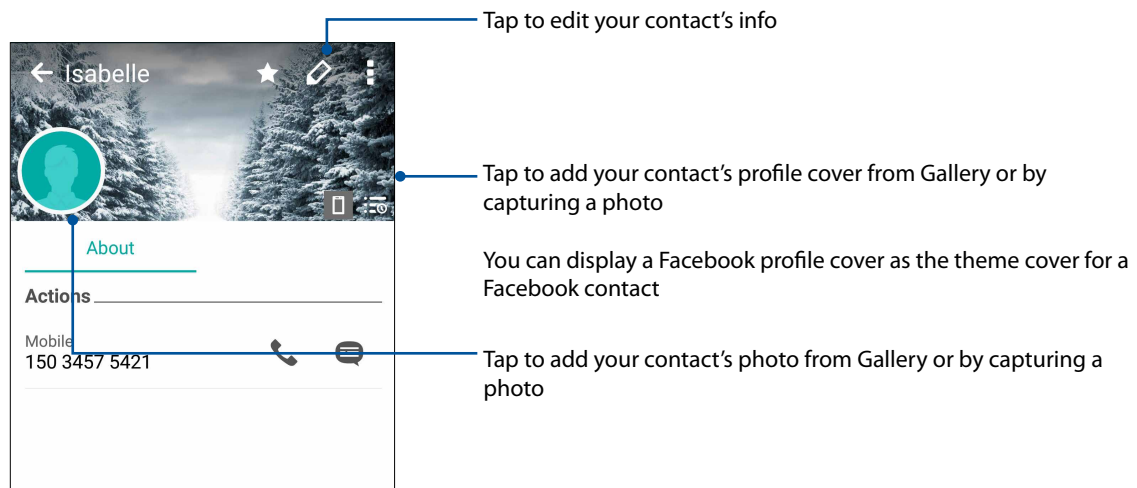 Tap to edit your contact’s info
Isabelle
Tap to add your contact’s profile cover from Gallery or by
capturing a photo
About
You can display a Facebook profile cover as the theme cover for a
Facebook contact
Actions
Mobile
150 3457 5421
Tap to add your contact’s photo from Gallery or by capturing a
photo